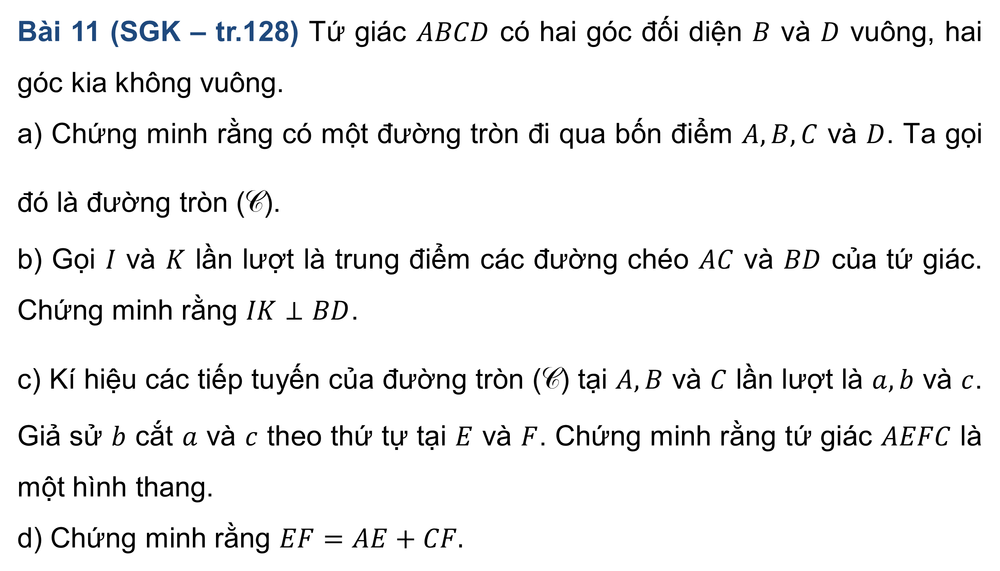 Bài 11 (SGK – tr.128) Tứ giác 𝐴𝐵𝐶𝐷 có hai góc đối diện 𝐵 và 𝐷 vuông, hai
góc kia không vuông.
a) Chứng minh rằng có một đường tròn đi qua bốn điểm 𝐴, 𝐵, 𝐶 và 𝐷. Ta gọi
đó là đường tròn (𝒞).
b) Gọi 𝐼 và 𝐾 lần lượt là trung điểm các đường chéo 𝐴𝐶 và 𝐵𝐷 của tứ giác.
Chứng minh rằng 𝐼𝐾 ⊥ 𝐵𝐷.
c) Kí hiệu các tiếp tuyến của đường tròn (𝒞) tại 𝐴, 𝐵 và 𝐶 lần lượt là 𝑎, 𝑏 và 𝑐.
Giả sử 𝑏 cắt 𝑎 và 𝑐 theo thứ tự tại 𝐸 và 𝐹. Chứng minh rằng tứ giác 𝐴𝐸𝐹𝐶 là
một hình thang.
d) Chứng minh rằng 𝐸𝐹 = 𝐴𝐸 + 𝐶𝐹.